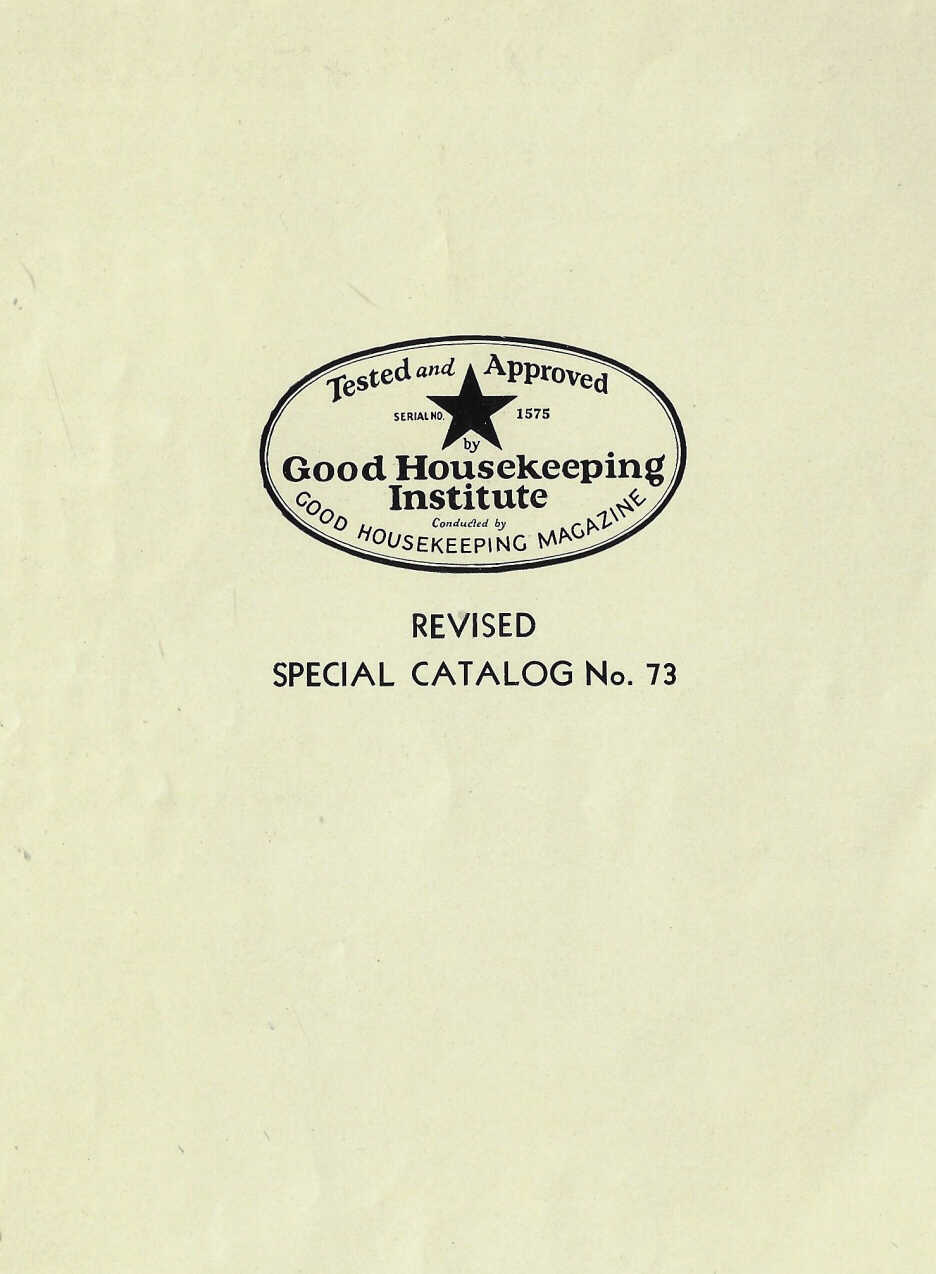 Tested and Approved
SERIAL NO. 1575
by
Good Housekeeping
Institute
Conducted by
GOOD HOUSEKEEPING MAGAZINE
REVISED
SPECIAL CATALOG No. 73